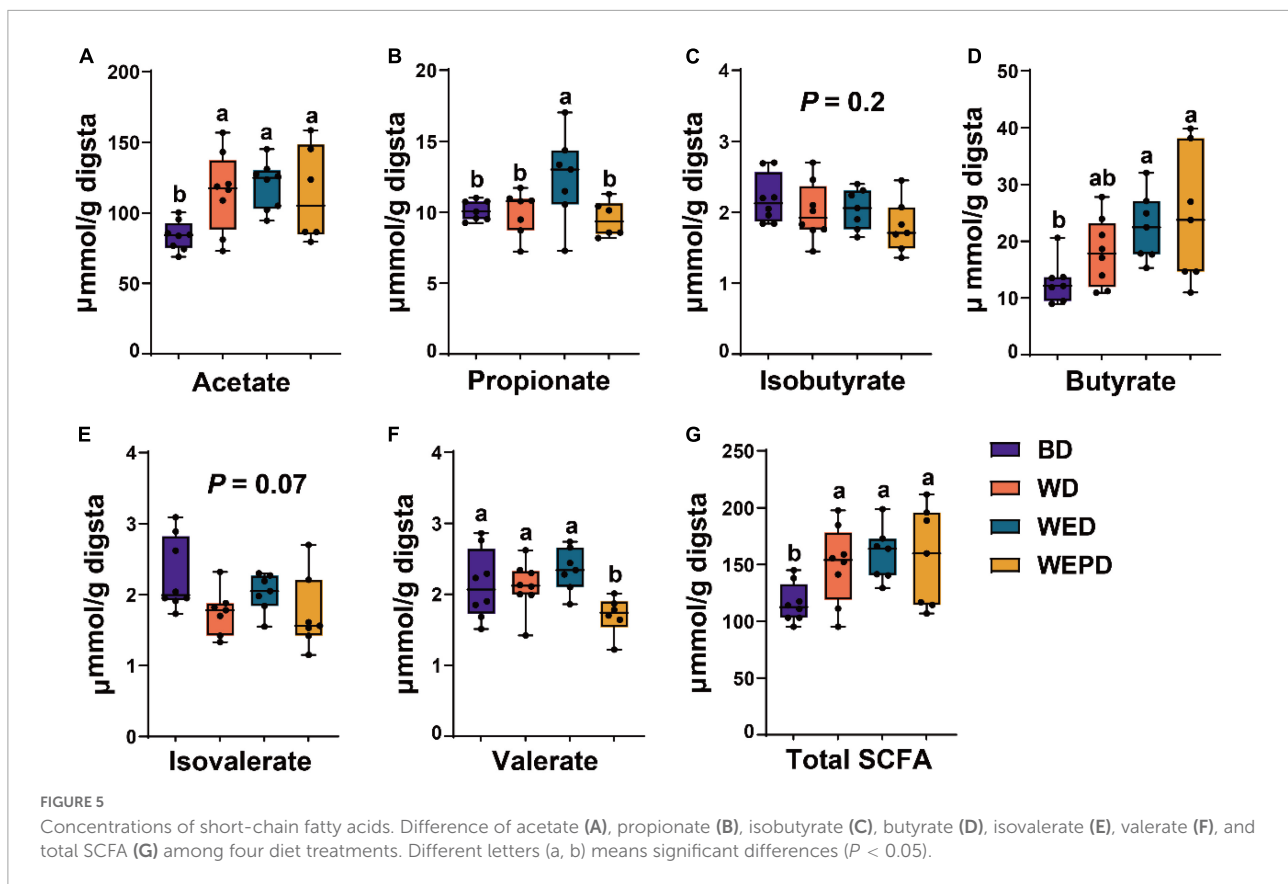 A
B
C
D
200
150
100
50
0
μmmol/g digsta
b
a
a
a
Acetate
20
15
10
5
0
μmmol/g digsta
b
b
a
b
Propionate
4
3
2
1
0
μmmol/g digsta
P = 0.2
Isobutyrate
50
40
30
20
10
0
μ mmol/g digsta
b
ab
a
a
Butyrate
E
F
G
4
3
2
1
0
μmmol/g digsta
P = 0.07
Isovalerate
4
3
2
1
0
μmmol/g digsta
a
a
a
b
Valerate
250
200
150
100
50
0
μmmol/g digsta
b
a
a
a
Total SCFA
BD
WD
WED
WEPD
FIGURE 5
Concentrations of short-chain fatty acids. Difference of acetate (A), propionate (B), isobutyrate (C), butyrate (D), isovalerate (E), valerate (F), and
total SCFA (G) among four diet treatments. Different letters (a, b) means significant differences (P < 0.05).